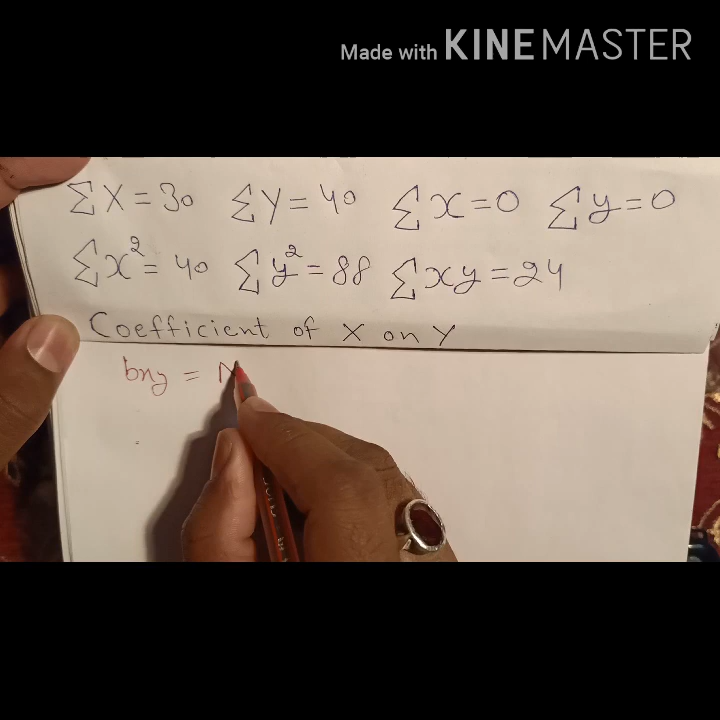 Made with KINEMASTER
ΣX = 30 ΣY = 40 Σx = 0 Σy = 0
Σx² = 40 Σy² = 88 Σxy = 24
Coefficient of X on Y
bxy = N